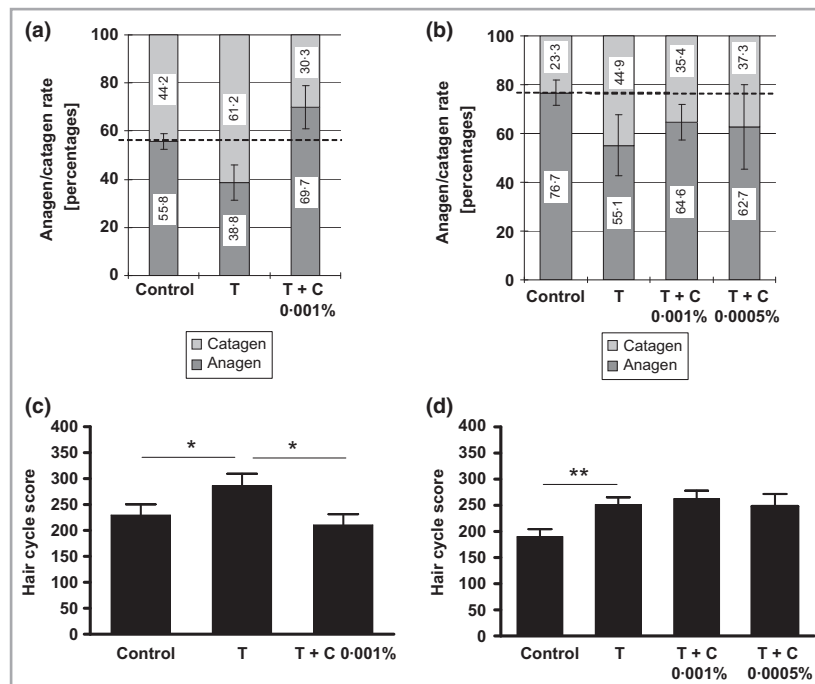 (a)
Anagen/catagen rate
[percentages]
100
80
60
40
20
0
44·2
55·8
61·2
38·8
30·3
69·7
Control
T
T + C
0·001%
Catagen
Anagen
(b)
Anagen/catagen rate
[percentages]
100
80
60
40
20
0
23·3
76·7
44·9
55·1
35·4
64·6
37·3
62·7
Control
T
T + C
0·001%
T + C
0·0005%
Catagen
Anagen
(c)
Hair cycle score
400
350
300
250
200
150
100
50
0
*
*
Control
T
T + C 0·001%
(d)
Hair cycle score
400
350
300
250
200
150
100
50
0
**
Control
T
T + C
0·001%
T + C
0·0005%